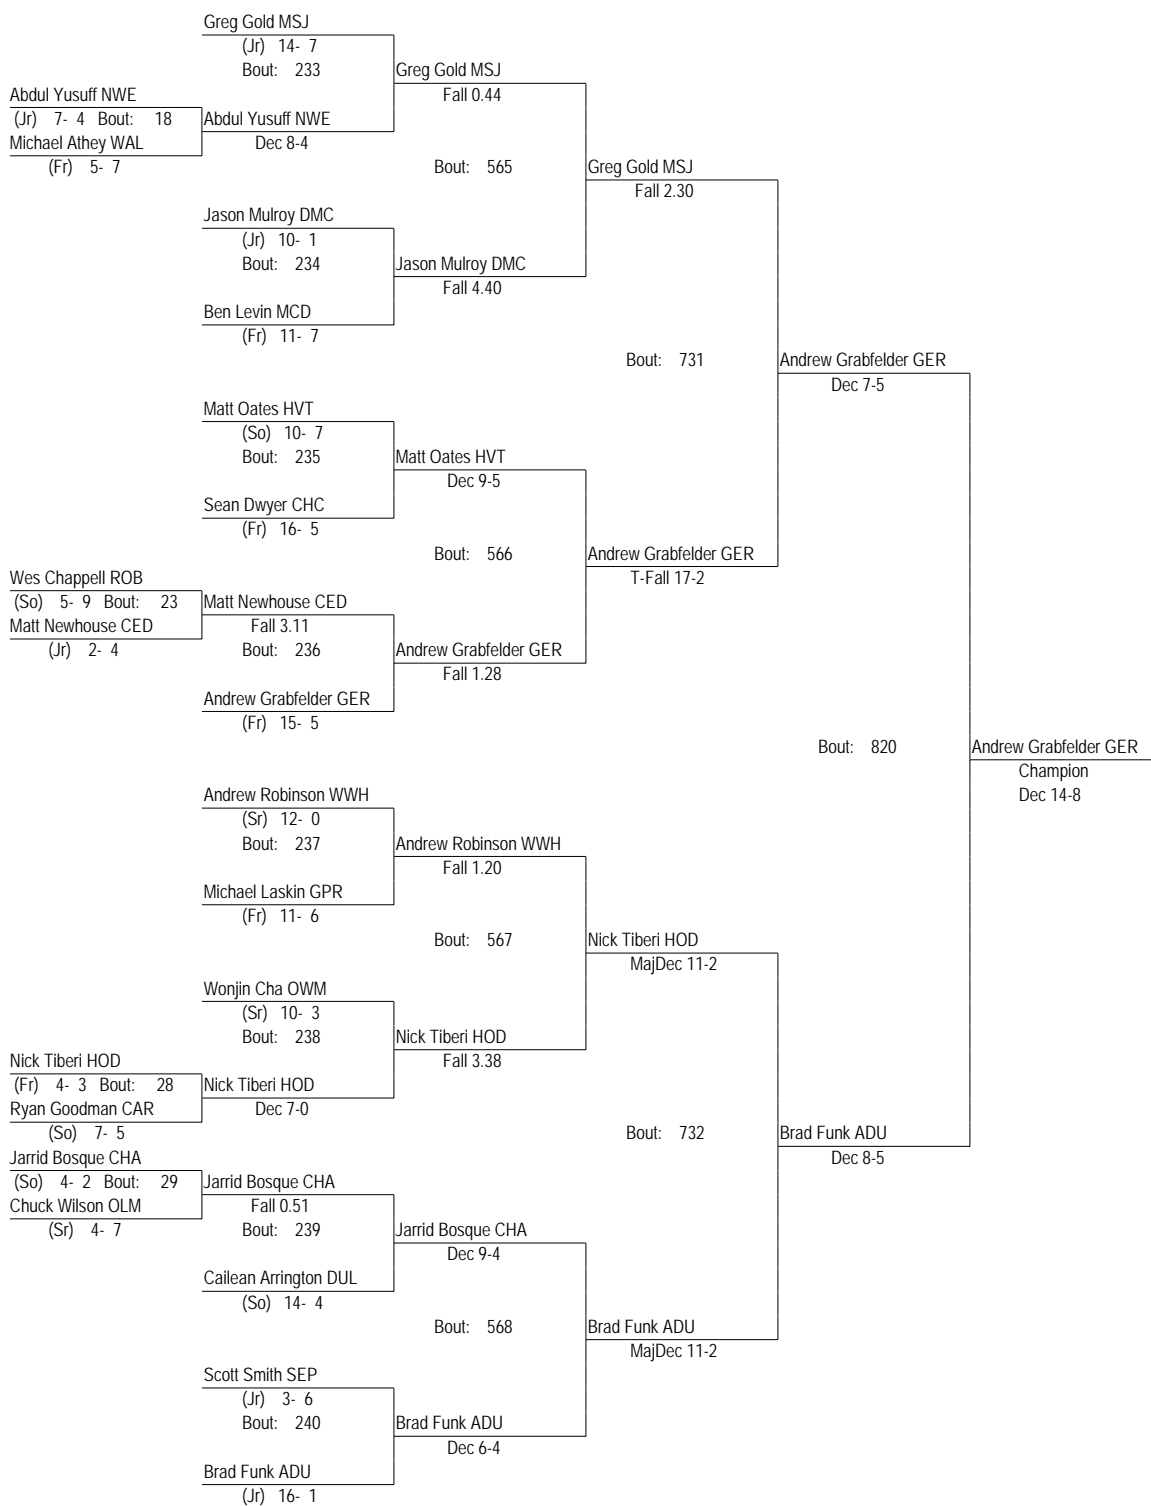 Greg Gold MSJ
(Jr) 14- 7
Bout: 233
Greg Gold MSJ
Fall 0.44
Abdul Yusuff NWE
(Jr) 7- 4 Bout: 18
Abdul Yusuff NWE
Michael Athey WAL
Dec 8-4
(Fr) 5- 7
Bout: 565
Greg Gold MSJ
Fall 2.30
Jason Mulroy DMC
(Jr) 10- 1
Bout: 234
Jason Mulroy DMC
Fall 4.40
Ben Levin MCD
(Fr) 11- 7
Bout: 731
Andrew Grabfelder GER
Dec 7-5
Matt Oates HVT
(So) 10- 7
Bout: 235
Matt Oates HVT
Dec 9-5
Sean Dwyer CHC
(Fr) 16- 5
Bout: 566
Andrew Grabfelder GER
T-Fall 17-2
Wes Chappell ROB
(So) 5- 9 Bout: 23
Matt Newhouse CED
Matt Newhouse CED
Fall 3.11
(Jr) 2- 4
Bout: 236
Andrew Grabfelder GER
Fall 1.28
Andrew Grabfelder GER
(Fr) 15- 5
Bout: 820
Andrew Grabfelder GER
Champion
Dec 14-8
Andrew Robinson WWH
(Sr) 12- 0
Bout: 237
Andrew Robinson WWH
Fall 1.20
Michael Laskin GPR
(Fr) 11- 6
Bout: 567
Nick Tiberi HOD
MajDec 11-2
Wonjin Cha OWM
(Sr) 10- 3
Bout: 238
Nick Tiberi HOD
Fall 3.38
Nick Tiberi HOD
(Fr) 4- 3 Bout: 28
Nick Tiberi HOD
Ryan Goodman CAR
Dec 7-0
(So) 7- 5
Bout: 732
Brad Funk ADU
Dec 8-5
Jarrid Bosque CHA
(So) 4- 2 Bout: 29
Jarrid Bosque CHA
Chuck Wilson OLM
Fall 0.51
(Sr) 4- 7
Bout: 239
Jarrid Bosque CHA
Dec 9-4
Cailean Arrington DUL
(So) 14- 4
Bout: 568
Brad Funk ADU
MajDec 11-2
Scott Smith SEP
(Jr) 3- 6
Bout: 240
Brad Funk ADU
Dec 6-4
Brad Funk ADU
(Jr) 16- 1